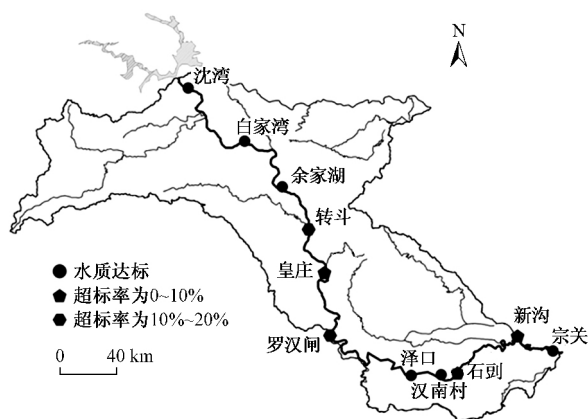 N
沈湾
白家湾
余家湖
转斗
皇庄
水质达标
超标率为0~10%
超标率为10%~20%
0 40 km
罗汉闸
泽口
汉南村
石剅
新沟
宗关